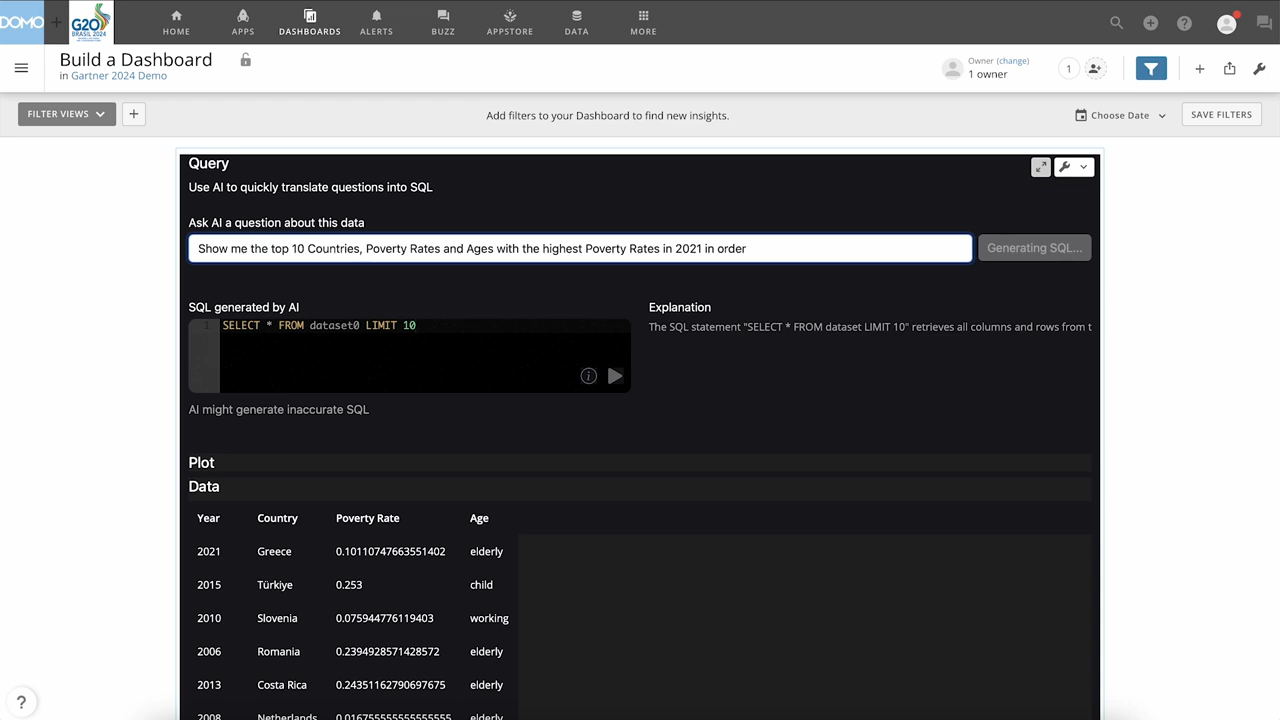 DOMO
G20
BRASIL 2024
HOME
APPS
DASHBOARDS
ALERTS
BUZZ
APPSTORE
DATA
MORE
Build a Dashboard
in Gartner 2024 Demo
Owner (change)
1 owner
1
FILTER VIEWS
Add filters to your Dashboard to find new insights.
Choose Date
SAVE FILTERS
Query
Use AI to quickly translate questions into SQL
Ask AI a question about this data
Show me the top 10 Countries, Poverty Rates and Ages with the highest Poverty Rates in 2021 in order
Generating SQL...
SQL generated by AI
Explanation
1 SELECT * FROM dataset0 LIMIT 10
The SQL statement "SELECT * FROM dataset LIMIT 10" retrieves all columns and rows from t
AI might generate inaccurate SQL
Plot
Data
Year Country Poverty Rate Age
2021 Greece 0.10110747663551402 elderly
2015 Türkiye 0.253 child
2010 Slovenia 0.075944776119403 working
2006 Romania 0.2394928571428572 elderly
2013 Costa Rica 0.24351162790697675 elderly
2008 Netherlands 0.016755555555555555 elderly